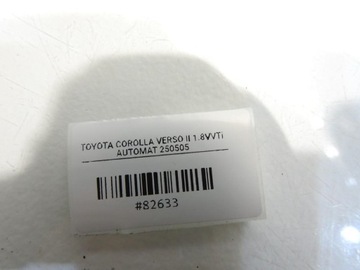 TOYOTA COROLLA VERSO II 1.8VVTi
AUTOMAT 250505
#82633